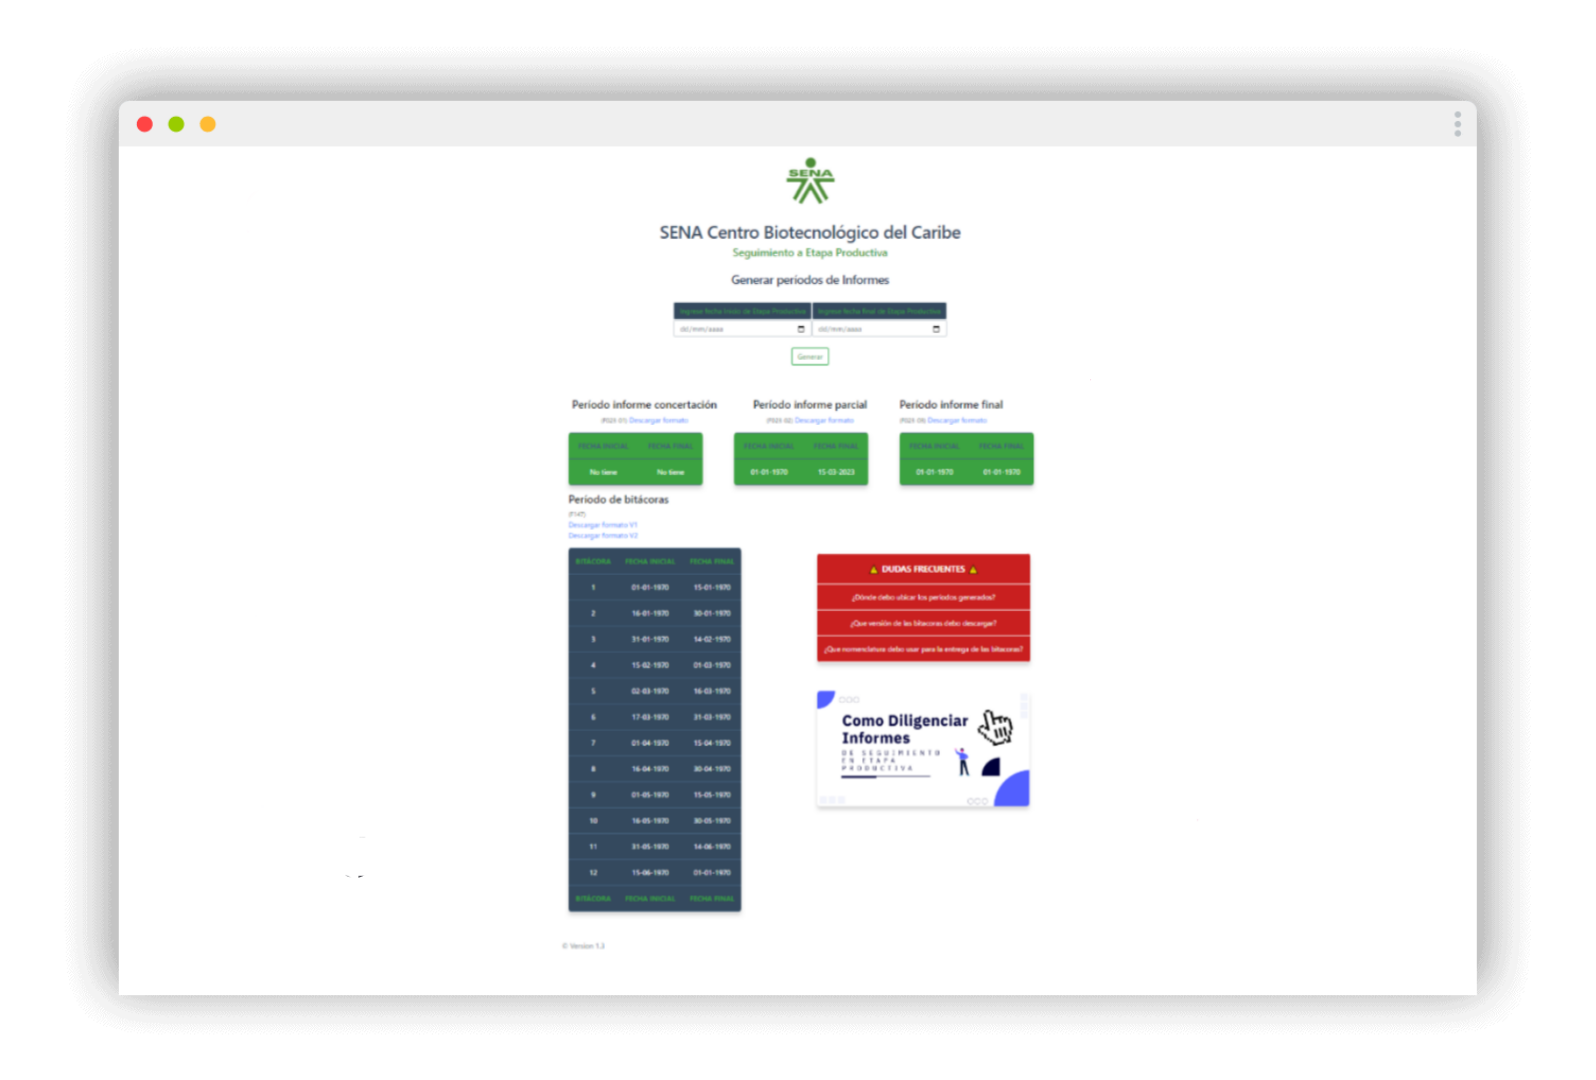 SENA
SENA Centro Biotecnológico del Caribe
Seguimiento a Etapa Productiva
Generar períodos de Informes
Ingrese fecha Inicio de Etapa Productiva Ingrese fecha final de Etapa Productiva
dd/mm/aaaa dd/mm/aaaa
Generar
Período informe concertación Período informe parcial Período informe final
(F023-01) Descargar formato (F023-02) Descargar formato (F023-03) Descargar formato
FECHA INICIAL FECHA FINAL FECHA INICIAL FECHA FINAL FECHA INICIAL FECHA FINAL
No tiene No tiene 01-01-1970 15-03-2023 01-01-1970 01-01-1970
Período de bitácoras
(F147)
Descargar formato V1
Descargar formato V2
BITÁCORA FECHA INICIAL FECHA FINAL
1 01-01-1970 15-01-1970
2 16-01-1970 30-01-1970
3 31-01-1970 14-02-1970
4 15-02-1970 01-03-1970
5 02-03-1970 16-03-1970
6 17-03-1970 31-03-1970
7 01-04-1970 15-04-1970
8 16-04-1970 30-04-1970
9 01-05-1970 15-05-1970
10 16-05-1970 30-05-1970
11 31-05-1970 14-06-1970
12 15-06-1970 01-01-1970
BITÁCORA FECHA INICIAL FECHA FINAL
DUDAS FRECUENTES
¿Dónde debo ubicar los períodos generados?
¿Que versión de las bitacoras debo descargar?
¿Que nomenclatura debo usar para la entrega de las bitacoras?
Como Diligenciar
Informes
DE SEGUIMIENTO
EN ETAPA
PRODUCTIVA
© Version 1.3